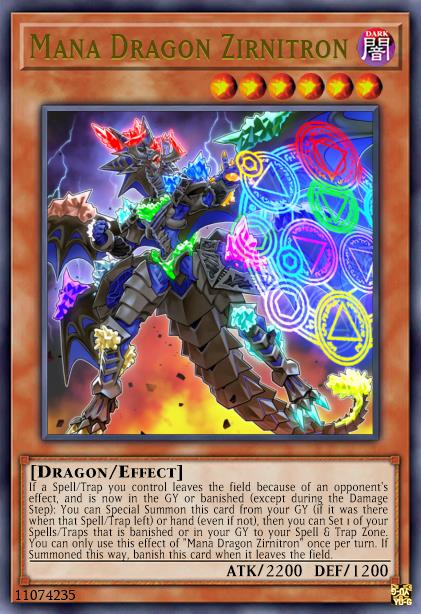 MANA DRAGON ZIRNITRON
DARK
闇
[DRAGON/EFFECT]
If a Spell/Trap you control leaves the field because of an opponent's
effect, and is now in the GY or banished (except during the Damage
Step): You can Special Summon this card from your GY (if it was there
when that Spell/Trap left) or hand (even if not), then you can Set 1 of your
Spells/Traps that is banished or in your GY to your Spell & Trap Zone.
You can only use this effect of "Mana Dragon Zirnitron" once per turn. If
Summoned this way, banish this card when it leaves the field.
ATK/2200 DEF/1200
11074235